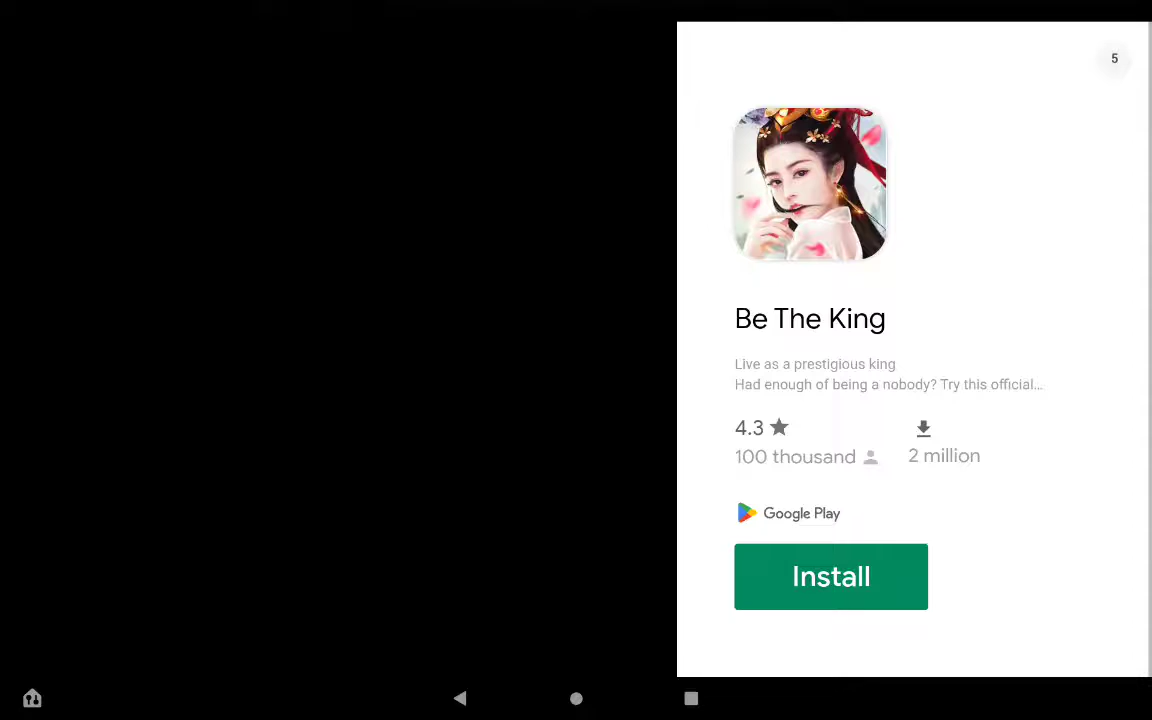 5
Be The King
Live as a prestigious king
Had enough of being a nobody? Try this official...
4.3
100 thousand
2 million
Google Play
Install